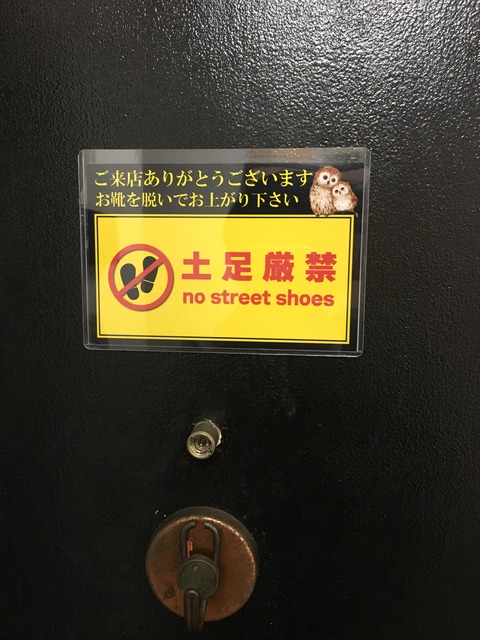 ご来店ありがとうございます
お靴を脱いでお上がり下さい
土足厳禁
no street shoes